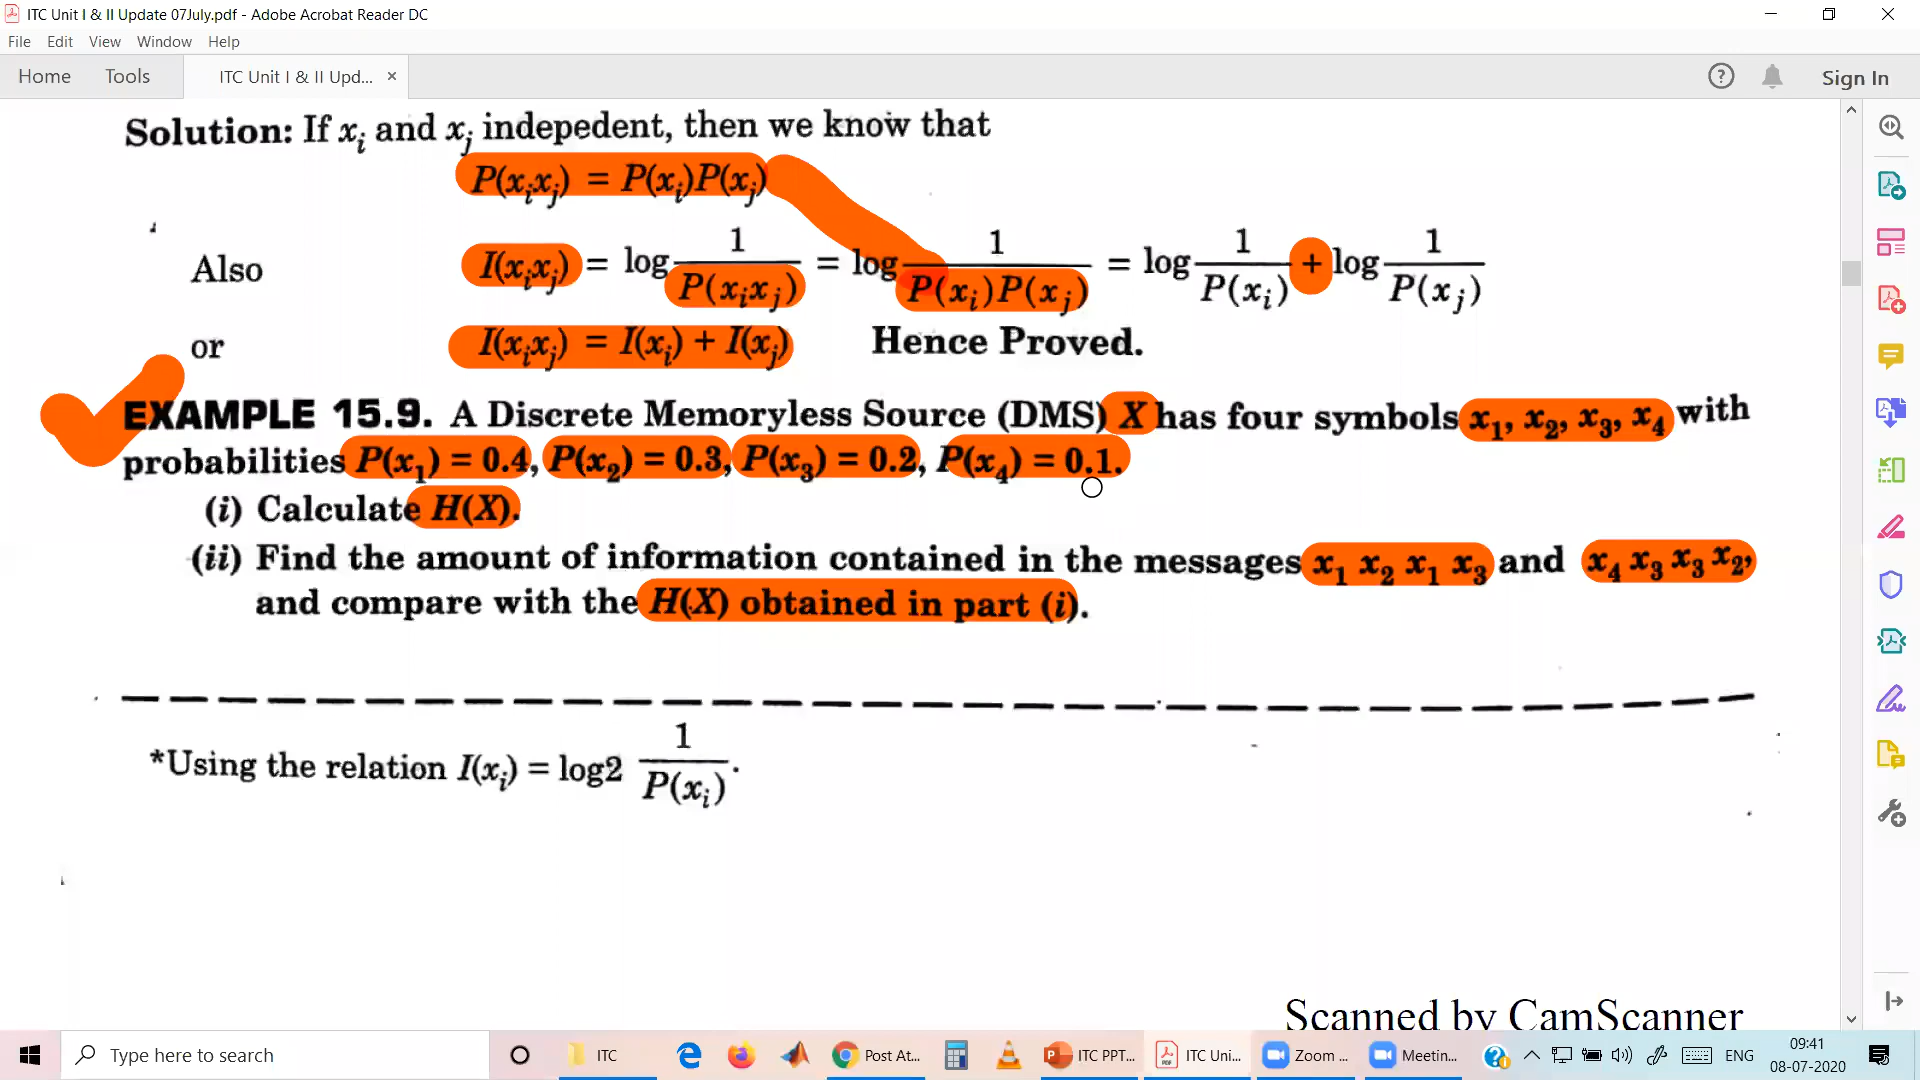 ITC Unit I & II Update 07July.pdf - Adobe Acrobat Reader DC
File Edit View Window Help
Home Tools ITC Unit I & II Upd... × Sign In
Solution: If xᵢ and xⱼ indepedent, then we know that
P(xᵢxⱼ) = P(xᵢ)P(xⱼ)
Also I(xᵢxⱼ) = log 1/P(xᵢxⱼ) = log 1/P(xᵢ)P(xⱼ) = log 1/P(xᵢ) + log 1/P(xⱼ)
or I(xᵢxⱼ) = I(xᵢ) + I(xⱼ) Hence Proved.
EXAMPLE 15.9. A Discrete Memoryless Source (DMS) X has four symbols x₁, x₂, x₃, x₄ with
probabilities P(x₁) = 0.4, P(x₂) = 0.3, P(x₃) = 0.2, P(x₄) = 0.1.
(i) Calculate H(X).
(ii) Find the amount of information contained in the messages x₁ x₂ x₁ x₃ and x₄ x₃ x₃ x₂,
and compare with the H(X) obtained in part (i).
*Using the relation I(xᵢ) = log2 1/P(xᵢ).
Scanned by CamScanner
Type here to search ITC Post At... ITC PPT... ITC Uni... Zoom ... Meetin... ENG 09:41
08-07-2020